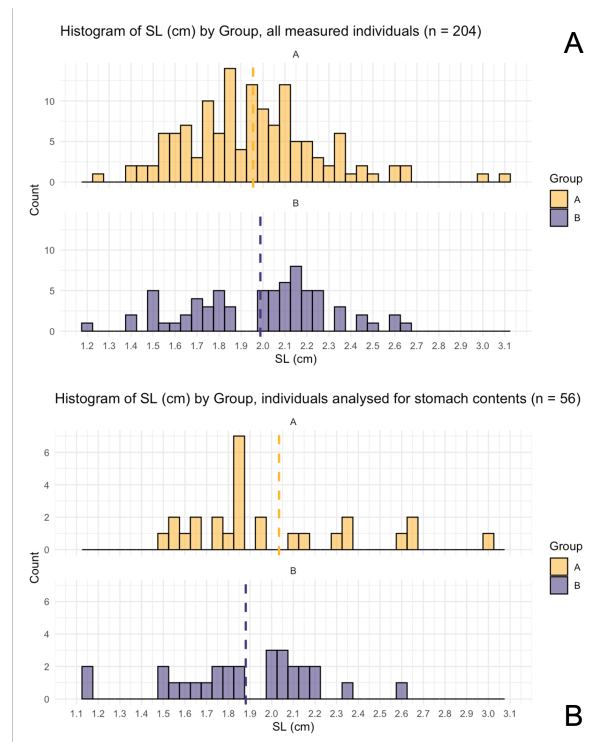 Histogram of SL (cm) by Group, all measured individuals (n = 204)
A
A
10
5
0
Count
B
10
5
0
1.2 1.3 1.4 1.5 1.6 1.7 1.8 1.9 2.0 2.1 2.2 2.3 2.4 2.5 2.6 2.7 2.8 2.9 3.0 3.1
SL (cm)
Group
A
B
Histogram of SL (cm) by Group, individuals analysed for stomach contents (n = 56)
A
6
4
2
0
Count
B
6
4
2
0
1.1 1.2 1.3 1.4 1.5 1.6 1.7 1.8 1.9 2.0 2.1 2.2 2.3 2.4 2.5 2.6 2.7 2.8 2.9 3.0 3.1
SL (cm)
Group
A
B
B